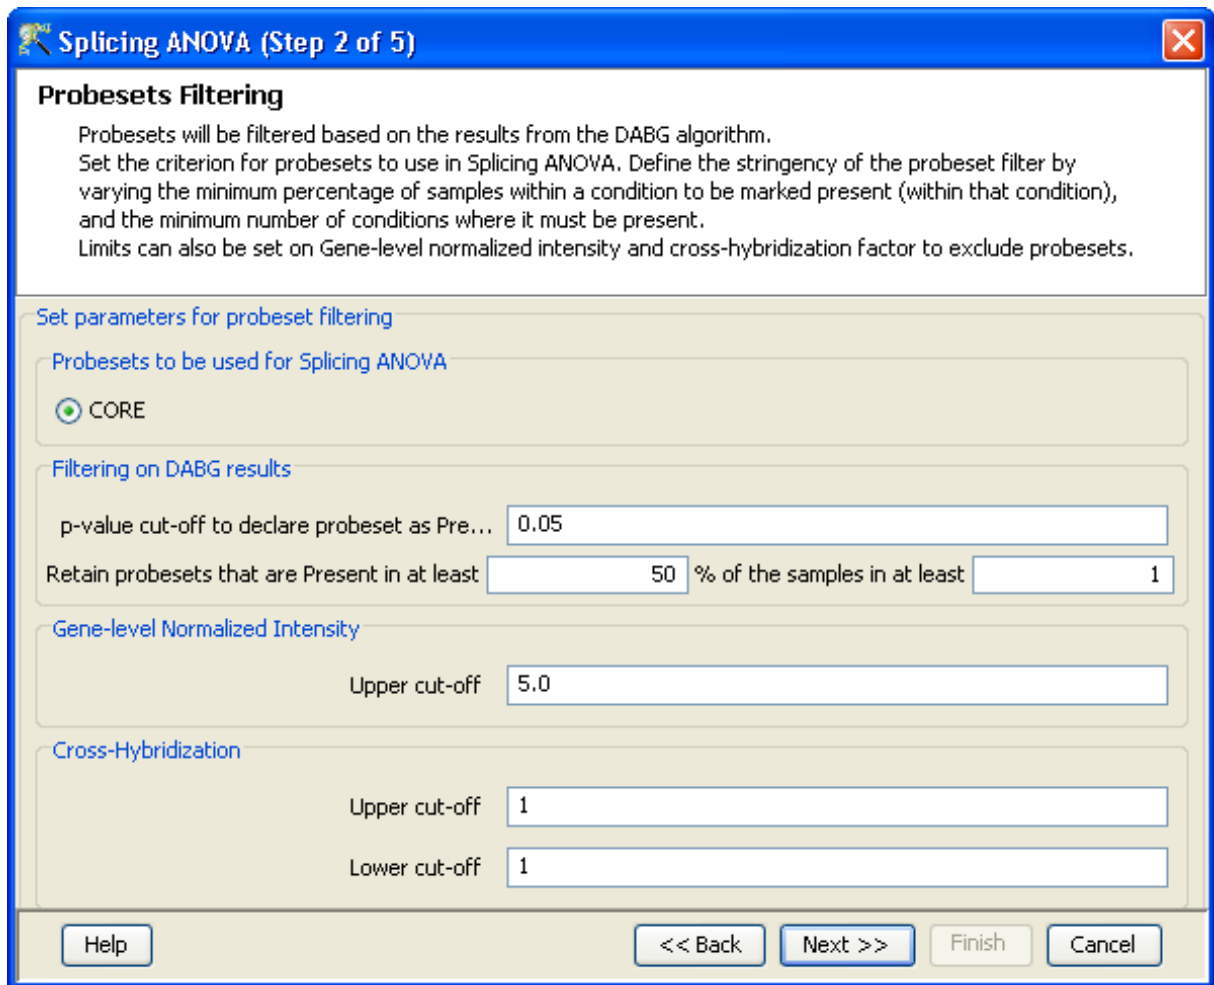 Splicing ANOVA (Step 2 of 5)
Probesets Filtering
Probesets will be filtered based on the results from the DABG algorithm.
Set the criterion for probesets to use in Splicing ANOVA. Define the stringency of the probeset filter by
varying the minimum percentage of samples within a condition to be marked present (within that condition),
and the minimum number of conditions where it must be present.
Limits can also be set on Gene-level normalized intensity and cross-hybridization factor to exclude probesets.
Set parameters for probeset filtering
Probesets to be used for Splicing ANOVA
CORE
Filtering on DABG results
p-value cut-off to declare probeset as Pre... 0.05
Retain probesets that are Present in at least 50 % of the samples in at least 1
Gene-level Normalized Intensity
Upper cut-off 5.0
Cross-Hybridization
Upper cut-off 1
Lower cut-off 1
Help << Back Next >> Finish Cancel